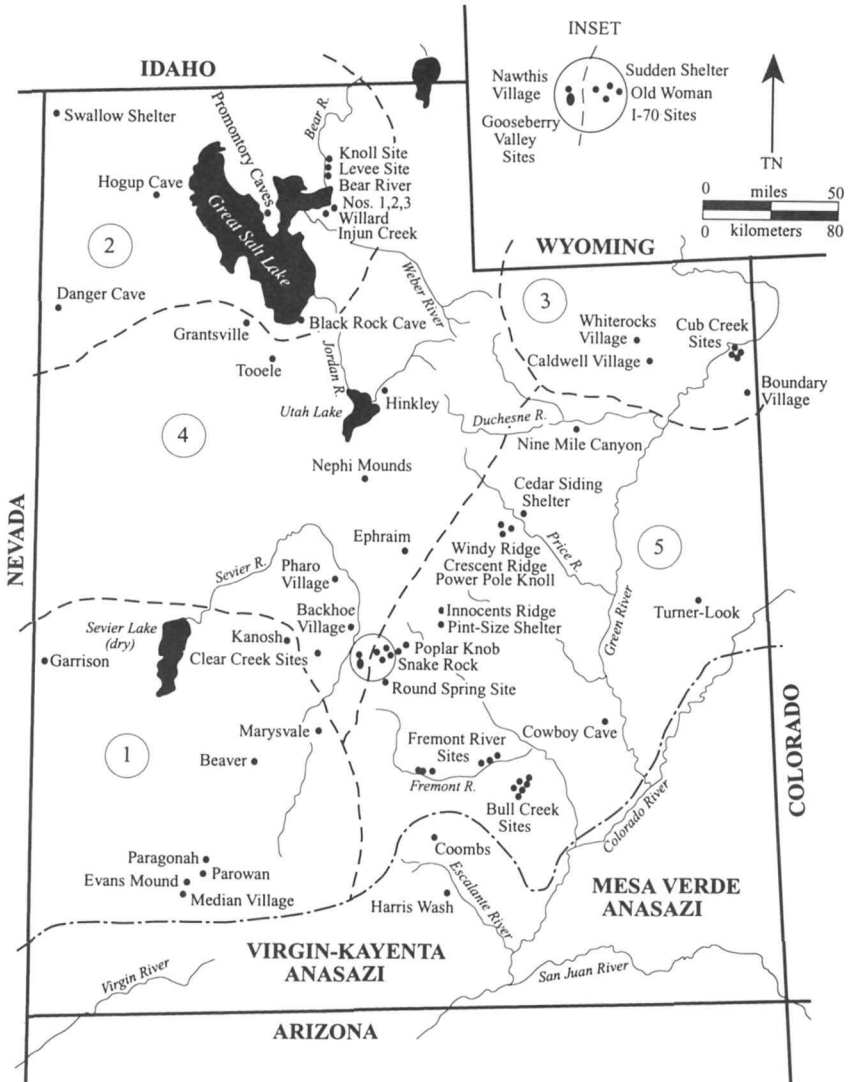 INSET
Nawthis
Village
Sudden Shelter
Old Woman
I-70 Sites
Gooseberry
Valley
Sites
TN
0 miles 50
0 kilometers 80
IDAHO
Swallow Shelter
Promontory Caves
Bear R.
Knoll Site
Levee Site
Bear River
Nos. 1,2,3
Willard
Injun Creek
Hogup Cave
Great Salt Lake
2
WYOMING
Weber River
3
Danger Cave
Grantsville
Black Rock Cave
Whiterocks
Village
Cub Creek
Sites
Tooele
Jordan R.
Caldwell Village
Boundary
Village
Utah Lake
Hinkley
Duchesne R.
4
Nine Mile Canyon
Nephi Mounds
Cedar Siding
Shelter
NEVADA
Ephraim
Windy Ridge
Crescent Ridge
Power Pole Knoll
Price R.
5
Sevier R.
Pharo
Village
Green River
Turner-Look
Backhoe
Village
Innocents Ridge
Pint-Size Shelter
Sevier Lake
(dry)
Kanosh
Clear Creek Sites
Poplar Knob
Snake Rock
Garrison
Round Spring Site
COLORADO
Marysvale
Fremont River
Sites
Cowboy Cave
1
Beaver
Fremont R.
Bull Creek
Sites
Colorado River
Coombs
Paragonah
Parowan
Evans Mound
Median Village
Harris Wash
Escalante River
MESA VERDE
ANASAZI
VIRGIN-KAYENTA
ANASAZI
Virgin River
San Juan River
ARIZONA